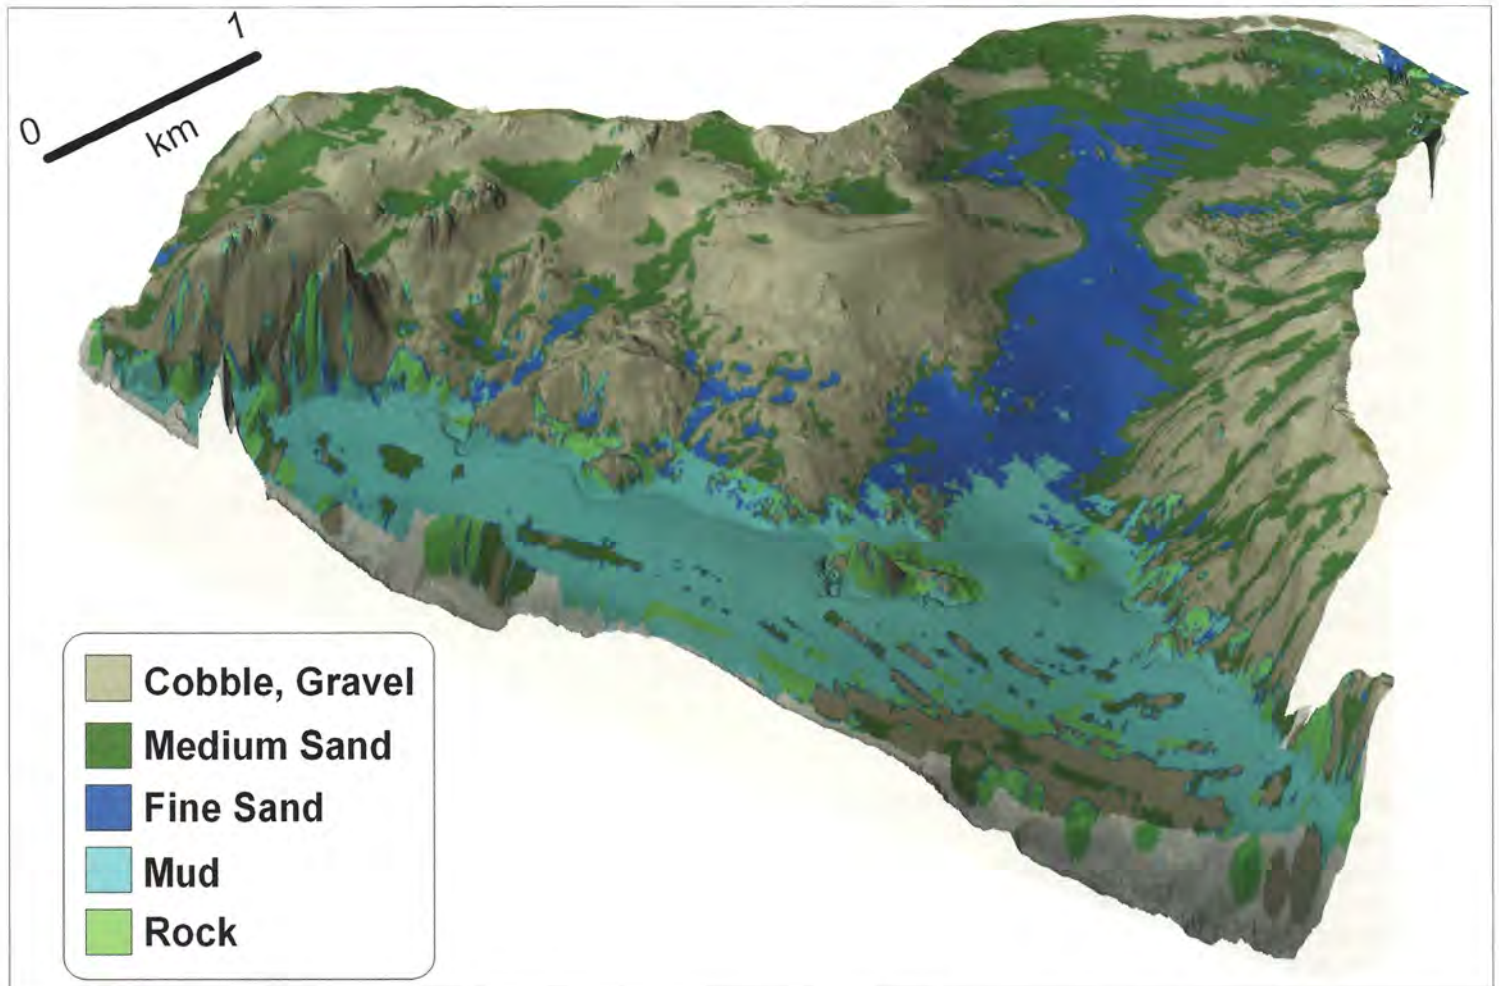 0
1
km
Cobble, Gravel
Medium Sand
Fine Sand
Mud
Rock